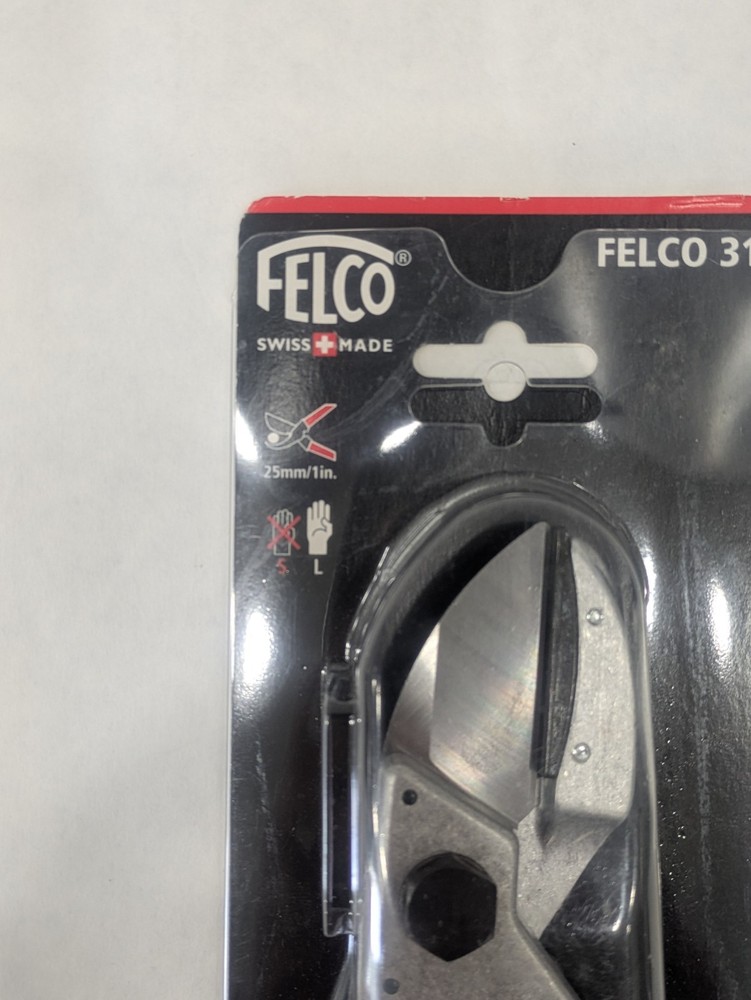 FELCO®
FELCO 31
SWISS MADE
25mm/1in.
S L